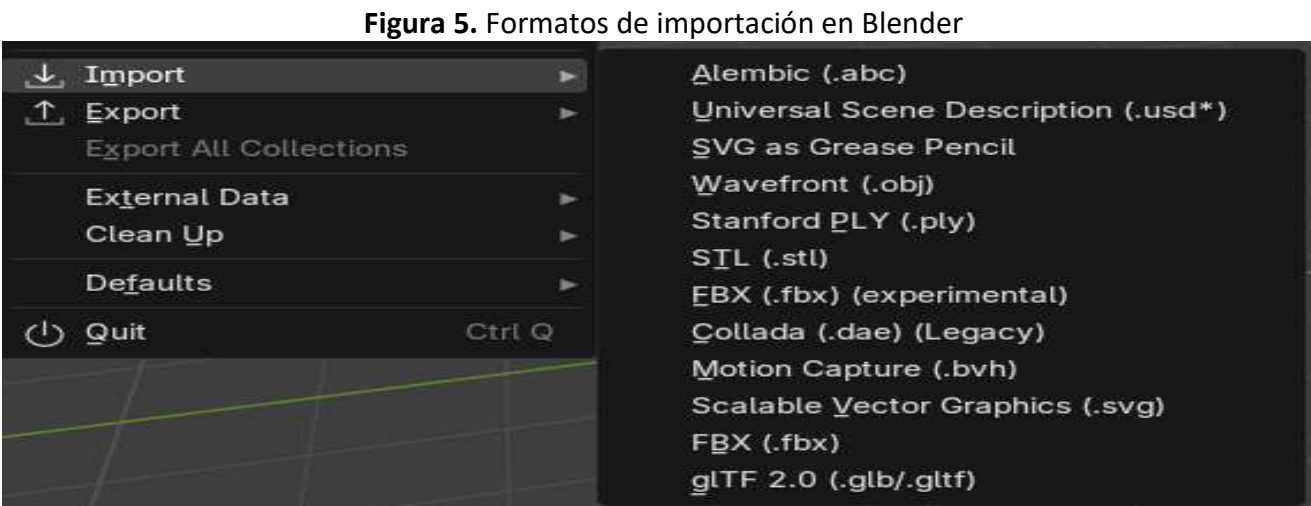 Figura 5. Formatos de importación en Blender
Import
Export
Export All Collections
External Data
Clean Up
Defaults
Quit Ctrl Q
Alembic (.abc)
Universal Scene Description (.usd*)
SVG as Grease Pencil
Wavefront (.obj)
Stanford PLY (.ply)
STL (.stl)
FBX (.fbx) (experimental)
Collada (.dae) (Legacy)
Motion Capture (.bvh)
Scalable Vector Graphics (.svg)
FBX (.fbx)
glTF 2.0 (.glb/.gltf)